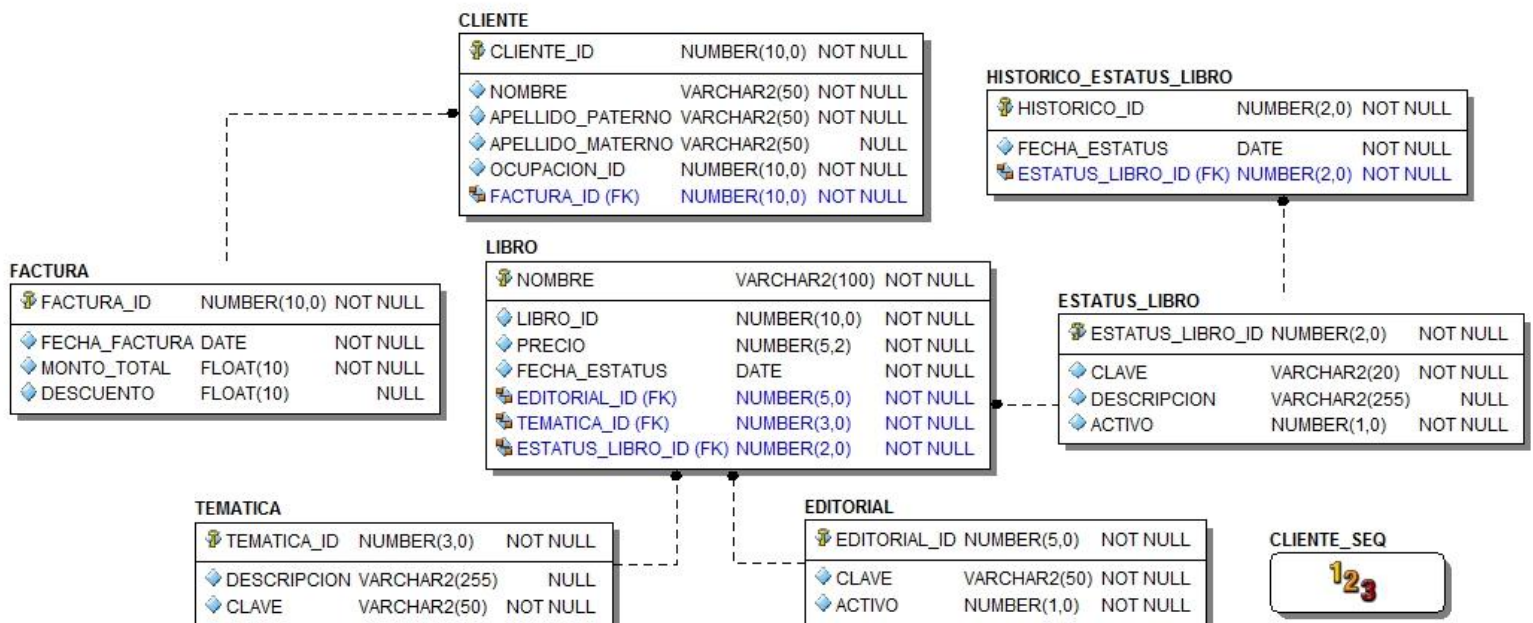 CLIENTE
CLIENTE_ID NUMBER(10,0) NOT NULL
NOMBRE VARCHAR2(50) NOT NULL
APELLIDO_PATERNO VARCHAR2(50) NOT NULL
APELLIDO_MATERNO VARCHAR2(50) NULL
OCUPACION_ID NUMBER(10,0) NOT NULL
FACTURA_ID (FK) NUMBER(10,0) NOT NULL
HISTORICO_ESTATUS_LIBRO
HISTORICO_ID NUMBER(2,0) NOT NULL
FECHA_ESTATUS DATE NOT NULL
ESTATUS_LIBRO_ID (FK) NUMBER(2,0) NOT NULL
FACTURA
FACTURA_ID NUMBER(10,0) NOT NULL
FECHA_FACTURA DATE NOT NULL
MONTO_TOTAL FLOAT(10) NOT NULL
DESCUENTO FLOAT(10) NULL
LIBRO
NOMBRE VARCHAR2(100) NOT NULL
LIBRO_ID NUMBER(10,0) NOT NULL
PRECIO NUMBER(5,2) NOT NULL
FECHA_ESTATUS DATE NOT NULL
EDITORIAL_ID (FK) NUMBER(5,0) NOT NULL
TEMATICA_ID (FK) NUMBER(3,0) NOT NULL
ESTATUS_LIBRO_ID (FK) NUMBER(2,0) NOT NULL
ESTATUS_LIBRO
ESTATUS_LIBRO_ID NUMBER(2,0) NOT NULL
CLAVE VARCHAR2(20) NOT NULL
DESCRIPCION VARCHAR2(255) NULL
ACTIVO NUMBER(1,0) NOT NULL
TEMATICA
TEMATICA_ID NUMBER(3,0) NOT NULL
DESCRIPCION VARCHAR2(255) NULL
CLAVE VARCHAR2(50) NOT NULL
EDITORIAL
EDITORIAL_ID NUMBER(5,0) NOT NULL
CLAVE VARCHAR2(50) NOT NULL
ACTIVO NUMBER(1,0) NOT NULL
CLIENTE_SEQ
123